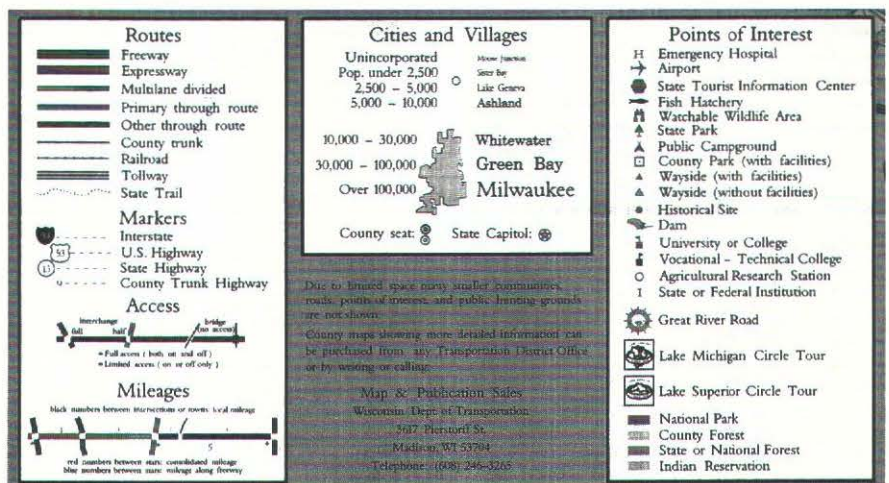 Routes
Freeway
Expressway
Multilane divided
Primary through route
Other through route
County trunk
Railroad
Tollway
State Trail
Markers
Interstate
U.S. Highway
State Highway
County Trunk Highway
Access
interchange
full half
bridge
(no access)
= Full access ( both on and off )
= Limited access ( on or off only )
Mileages
black numbers between intersections or towns: local mileage
5
red numbers between stars: consolidated mileage
blue numbers between stars: mileage along freeway
Cities and Villages
Unincorporated
Pop. under 2,500 Sister Bay
2,500 - 5,000 Lake Geneva
5,000 - 10,000 Ashland
10,000 - 30,000 Whitewater
30,000 - 100,000 Green Bay
Over 100,000 Milwaukee
County seat: State Capitol:
Due to limited space many smaller communities,
roads, points of interest, and public hunting grounds
are not shown.
County maps showing more detailed information can
be purchased from any Transportation District Office
or by writing or calling:
Map & Publication Sales
Wisconsin Dept. of Transportation
3617 Pierstorff St.
Madison, WI 53704
Telephone: (608) 246-3265
Points of Interest
H Emergency Hospital
Airport
State Tourist Information Center
Fish Hatchery
Watchable Wildlife Area
State Park
Public Campground
County Park (with facilities)
Wayside (with facilities)
Wayside (without facilities)
Historical Site
Dam
University or College
Vocational - Technical College
Agricultural Research Station
I State or Federal Institution
Great River Road
Lake Michigan Circle Tour
Lake Superior Circle Tour
National Park
County Forest
State or National Forest
Indian Reservation